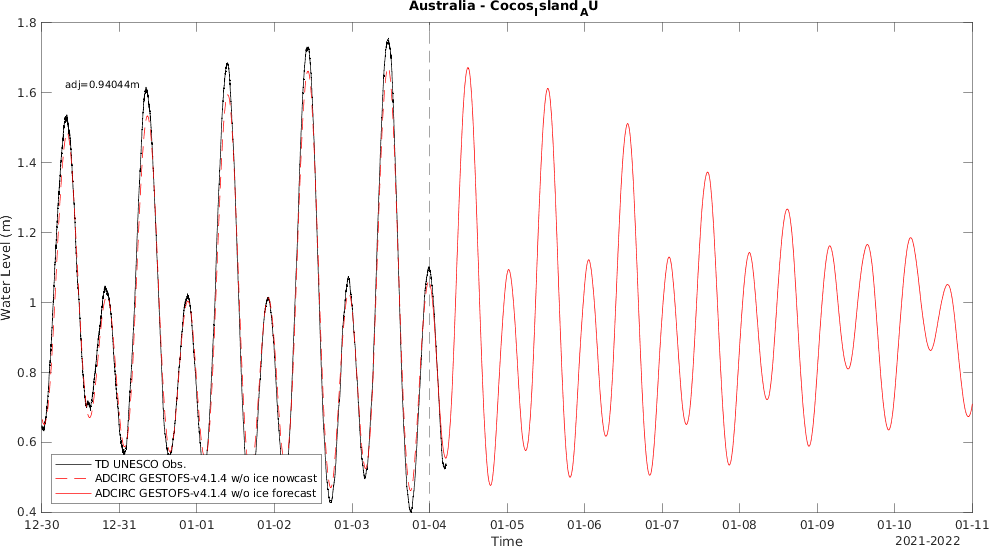 Australia - Cocos_Island_AU
1.8
1.6
1.4
1.2
1
0.8
0.6
0.4
Water Level (m)
adj=0.94044m
TD UNESCO Obs.
ADCIRC GESTOFS-v4.1.4 w/o ice nowcast
ADCIRC GESTOFS-v4.1.4 w/o ice forecast
12-30 12-31 01-01 01-02 01-03 01-04 01-05 01-06 01-07 01-08 01-09 01-10 01-11
Time
2021-2022